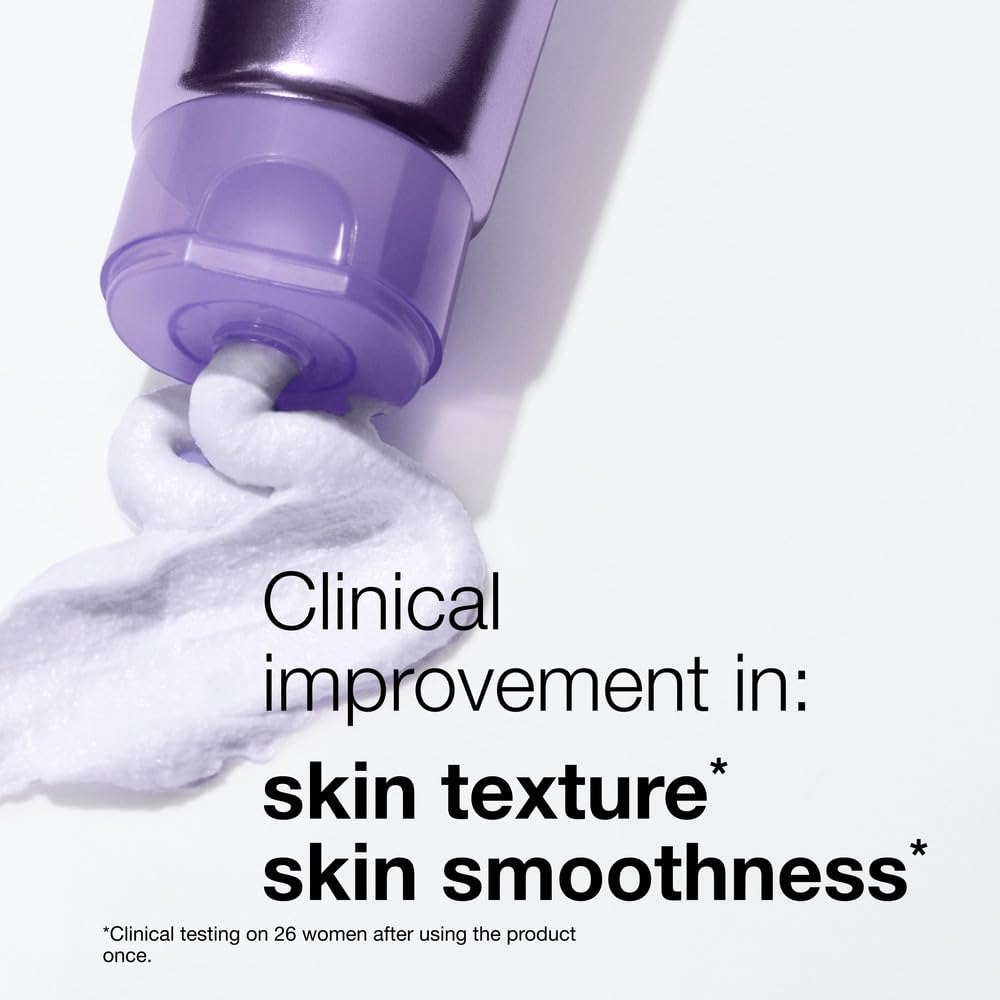 Clinical
improvement in:
skin texture*
skin smoothness*
*Clinical testing on 26 women after using the product
once.